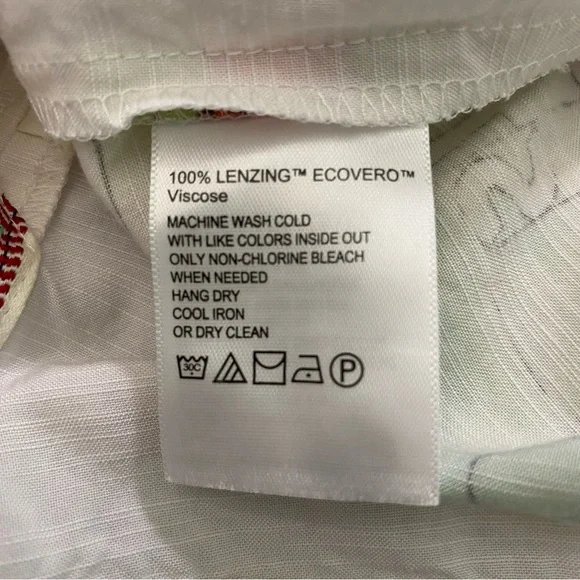 100% LENZING™ ECOVERO™
Viscose
MACHINE WASH COLD
WITH LIKE COLORS INSIDE OUT
ONLY NON-CHLORINE BLEACH
WHEN NEEDED
HANG DRY
COOL IRON
OR DRY CLEAN
30C P